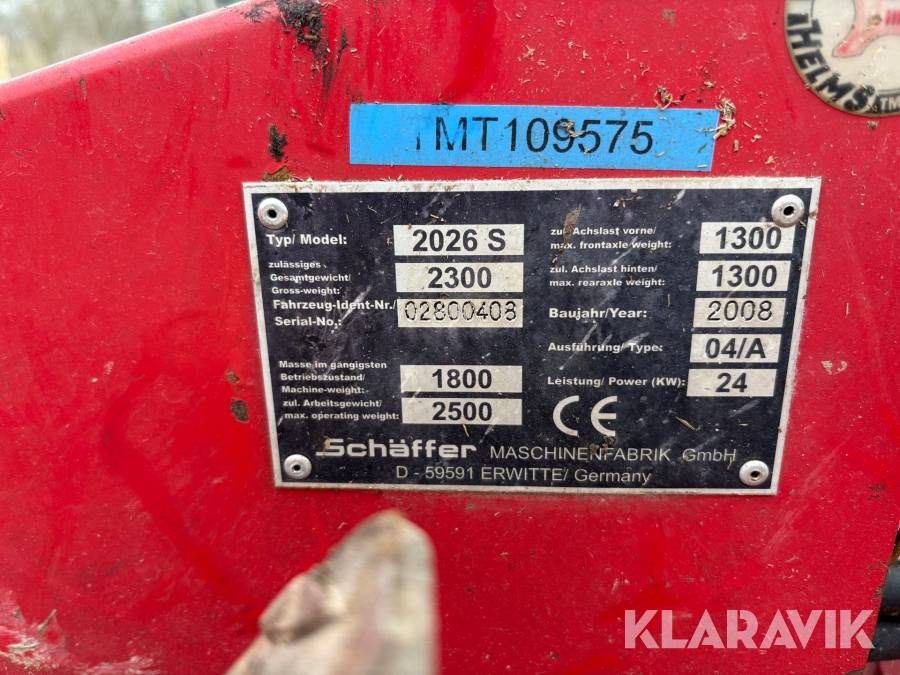 THELMS
TM
TMT109575
Typ/ Model: 2026 S
zulässiges
Gesamtgewicht/
Gross-weight: 2300
Fahrzeug-Ident-Nr./
Serial-No.: 02800408
Masse im gängigsten
Betriebszustand/
Machine-weight: 1800
zul. Arbeitsgewicht/
max. operating weight: 2500
zul. Achslast vorne/
max. frontaxle weight: 1300
zul. Achslast hinten/
max. rearaxle weight: 1300
Baujahr/Year: 2008
Ausführung/ Type: 04/A
Leistung/ Power (KW): 24
CE
Schäffer MASCHINENFABRIK GmbH
D - 59591 ERWITTE/ Germany
KLARAVIK